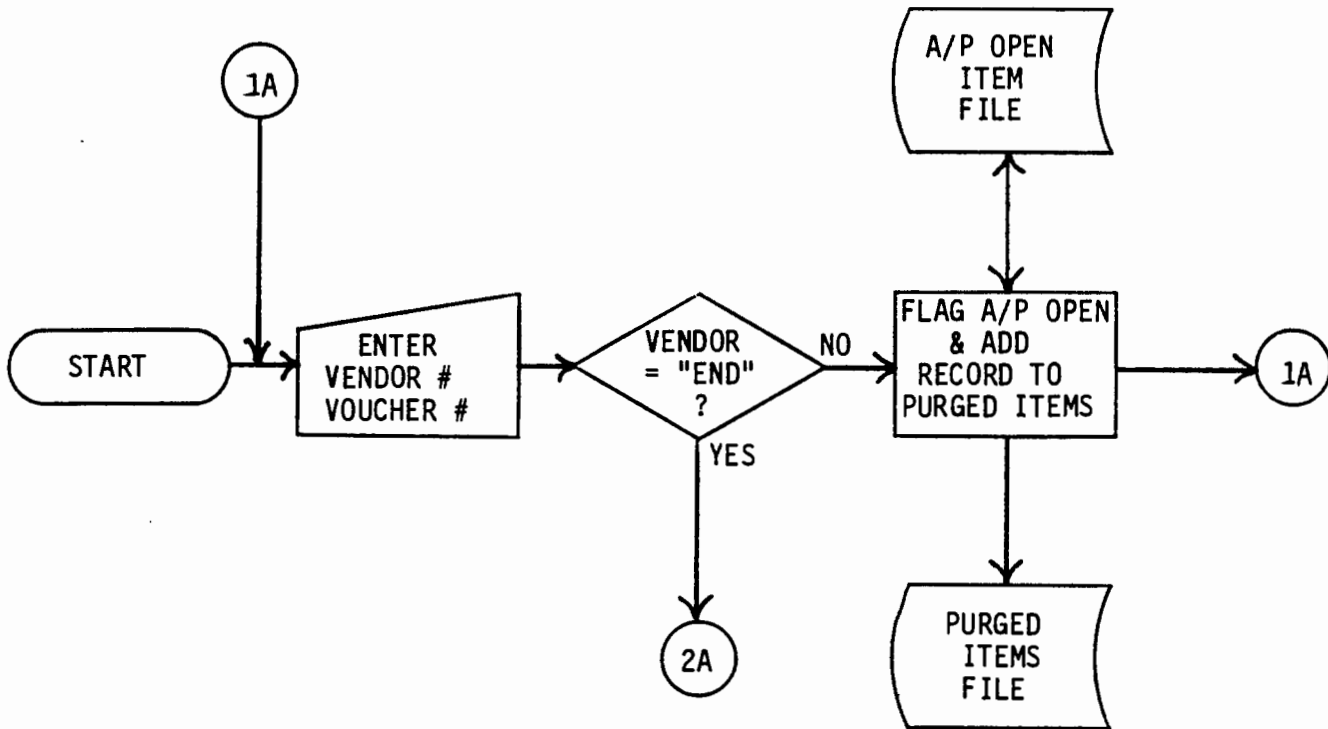 A/P OPEN
ITEM
FILE
1A
START
ENTER
VENDOR #
VOUCHER #
VENDOR
= "END"
?
NO
YES
FLAG A/P OPEN
& ADD
RECORD TO
PURGED ITEMS
1A
2A
PURGED
ITEMS
FILE